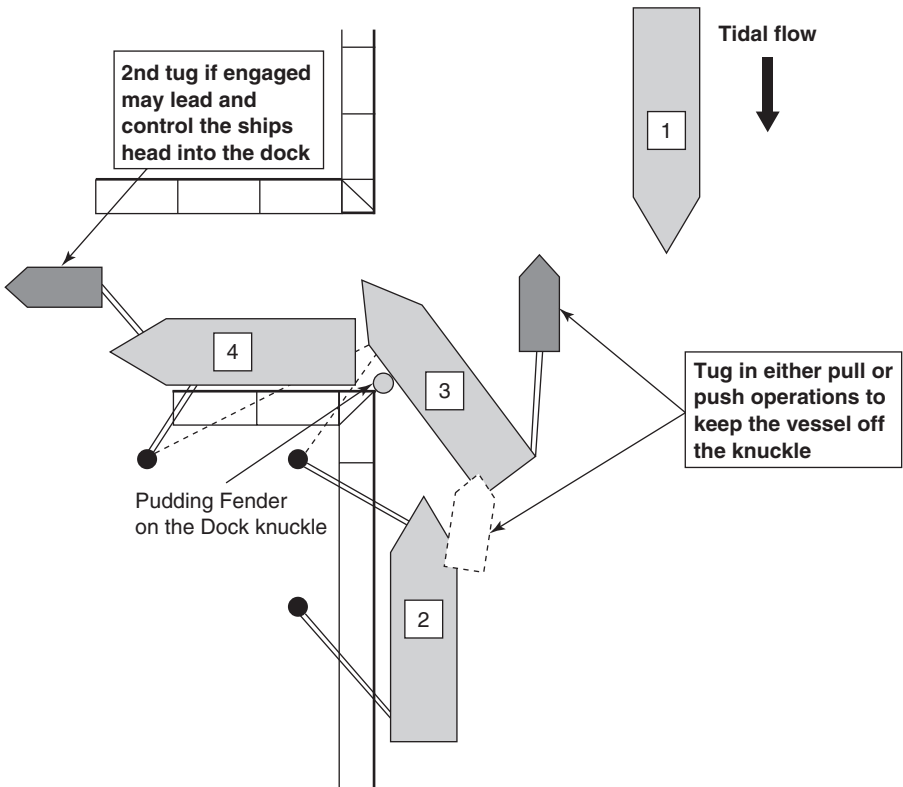 Tidal flow
2nd tug if engaged
may lead and
control the ships
head into the dock
1
4
3
Tug in either pull or
push operations to
keep the vessel off
the knuckle
Pudding Fender
on the Dock knuckle
2